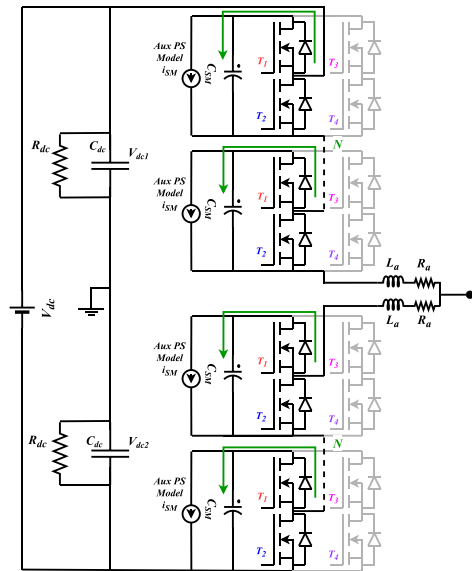 Aux PS
Model
iSM
CSM
T1
T2
T3
T4
N
Rdc
Cdc
Vdc1
Aux PS
Model
iSM
CSM
T1
T2
T3
T4
La
Ra
Vdc
La
Ra
Aux PS
Model
iSM
CSM
T1
T2
T3
T4
N
Rdc
Cdc
Vdc2
Aux PS
Model
iSM
CSM
T1
T2
T3
T4